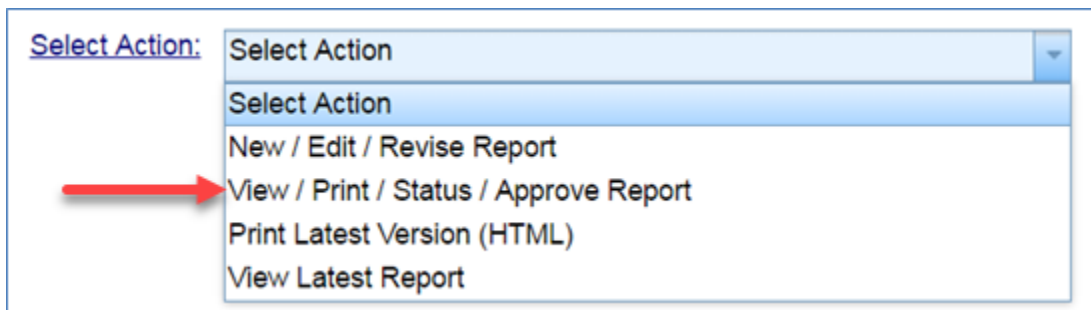 Select Action: Select Action
Select Action
New / Edit / Revise Report
View / Print / Status / Approve Report
Print Latest Version (HTML)
View Latest Report